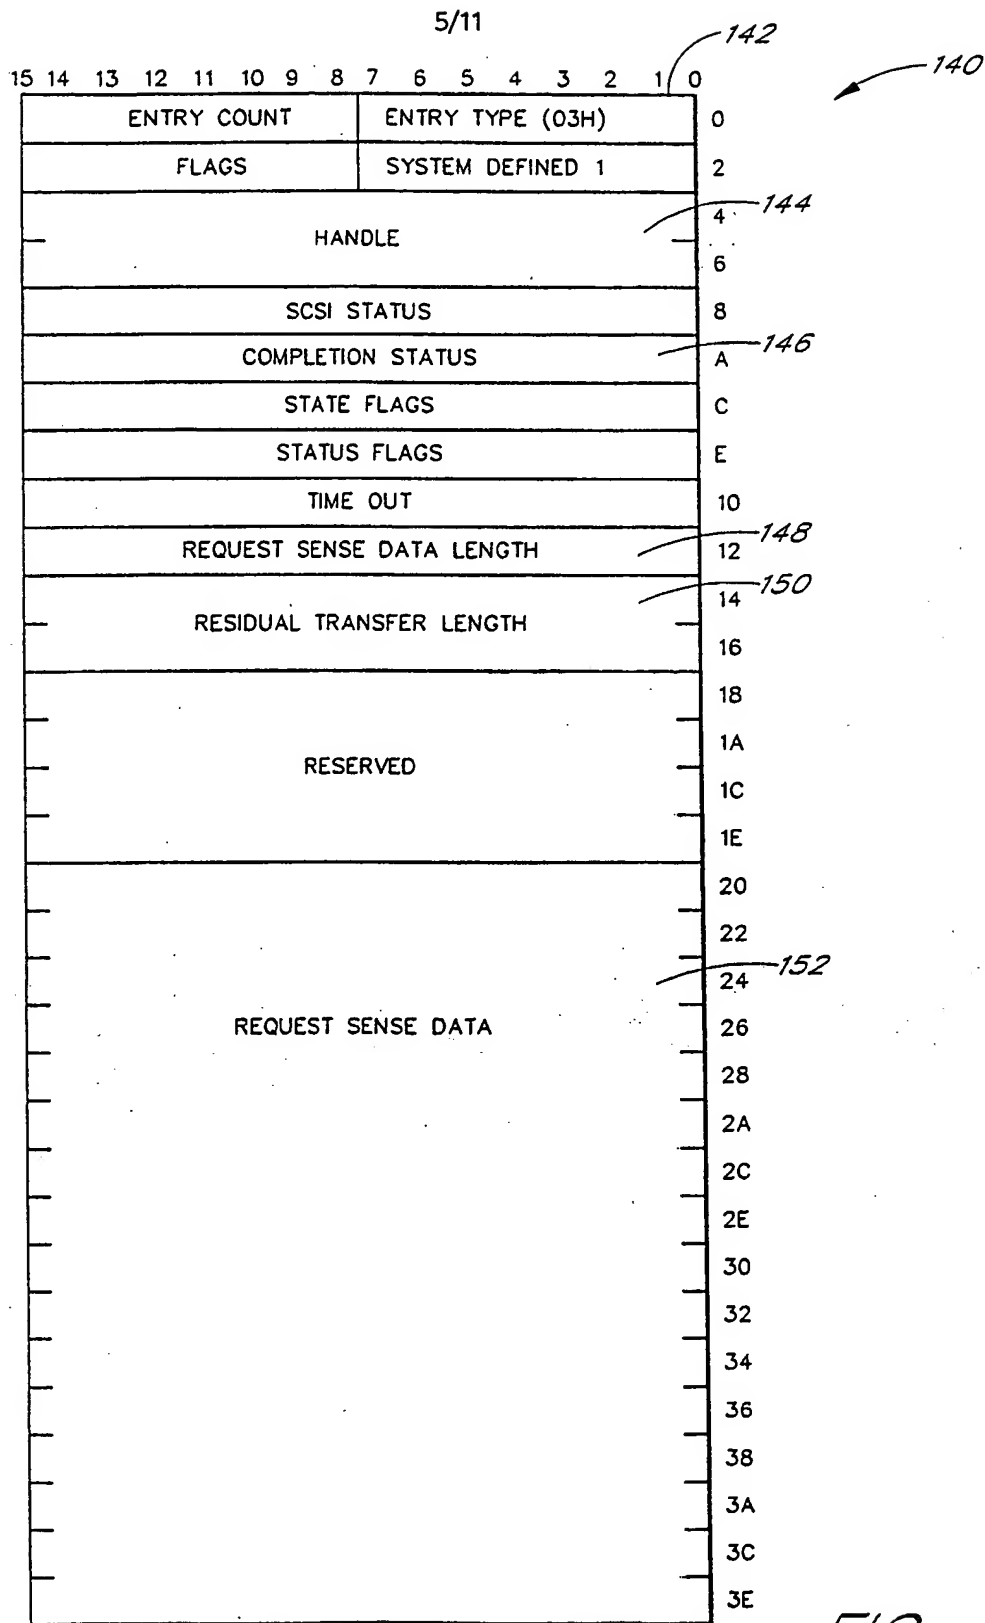 5/11
142
140
15 14 13 12 11 10 9 8 7 6 5 4 3 2 1 0
ENTRY COUNT ENTRY TYPE (03H) 0
FLAGS SYSTEM DEFINED 1 2
4 144
HANDLE
6
SCSI STATUS 8
COMPLETION STATUS A 146
STATE FLAGS C
STATUS FLAGS E
TIME OUT 10
REQUEST SENSE DATA LENGTH 12 148
14 150
RESIDUAL TRANSFER LENGTH
16
18
1A
RESERVED
1C
1E
20
22
24 152
REQUEST SENSE DATA 26
28
2A
2C
2E
30
32
34
36
38
3A
3C
3E